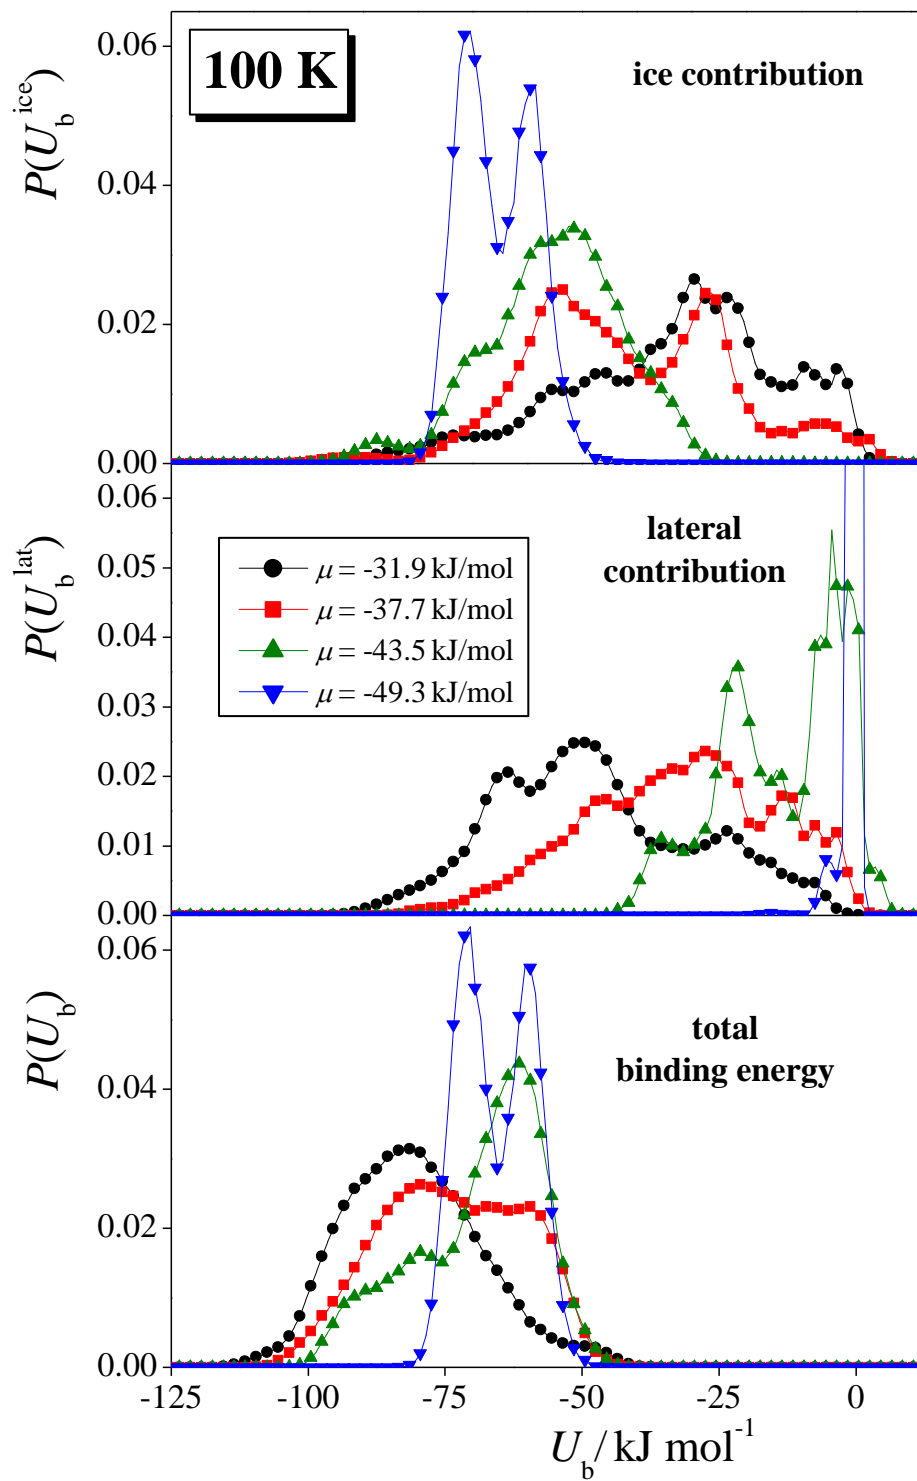 100 K
ice contribution
P(U_b^ice)
0.06
0.04
0.02
0.00
lateral
contribution
P(U_b^lat)
0.06
0.05
0.04
0.03
0.02
0.01
0.00
μ = -31.9 kJ/mol
μ = -37.7 kJ/mol
μ = -43.5 kJ/mol
μ = -49.3 kJ/mol
total
binding energy
P(U_b)
0.06
0.04
0.02
0.00
-125 -100 -75 -50 -25 0
U_b / kJ mol^-1